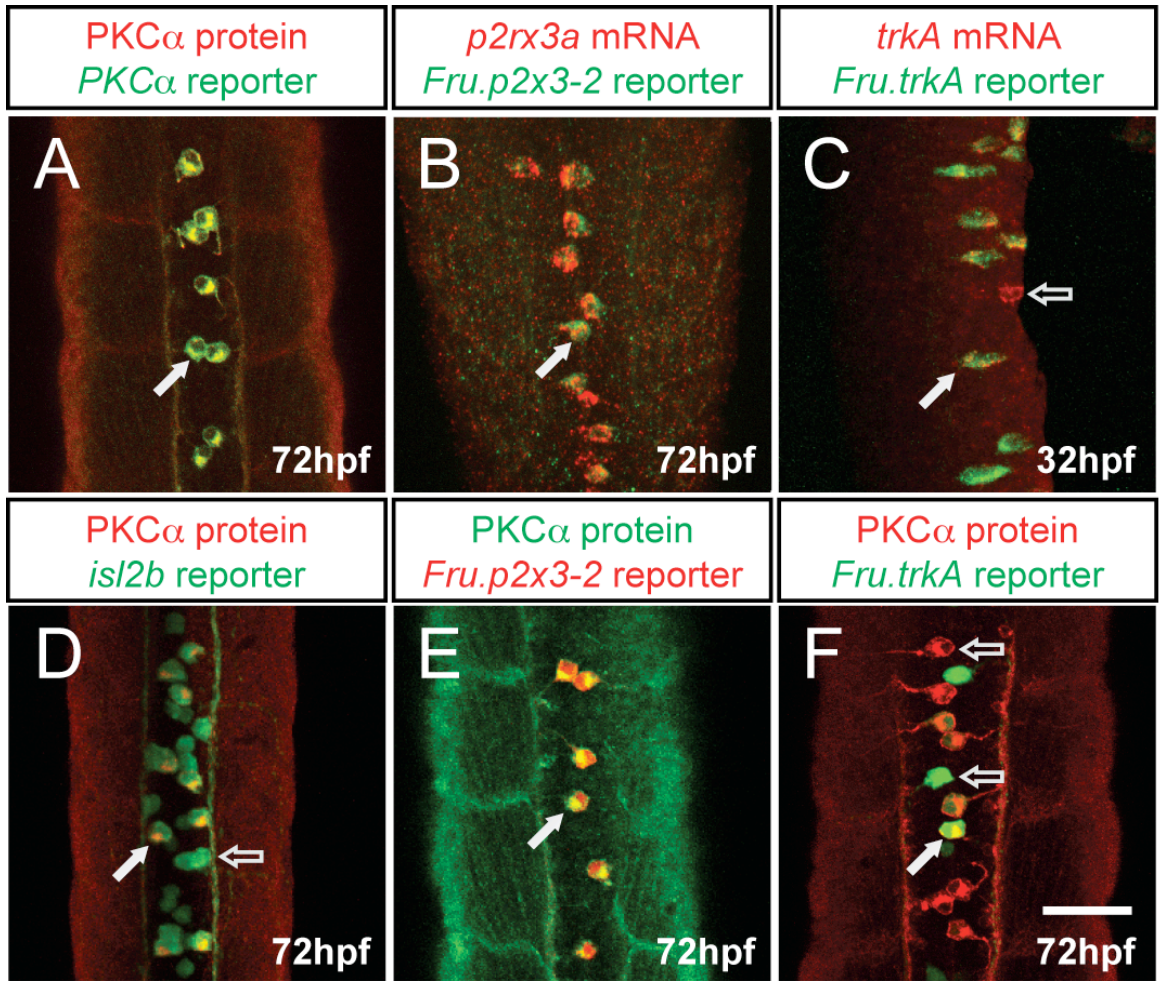 PKCα protein
PKCα reporter
p2rx3a mRNA
Fru.p2x3-2 reporter
trkA mRNA
Fru.trkA reporter
A
72hpf
B
72hpf
C
32hpf
PKCα protein
isl2b reporter
PKCα protein
Fru.p2x3-2 reporter
PKCα protein
Fru.trkA reporter
D
72hpf
E
72hpf
F
72hpf